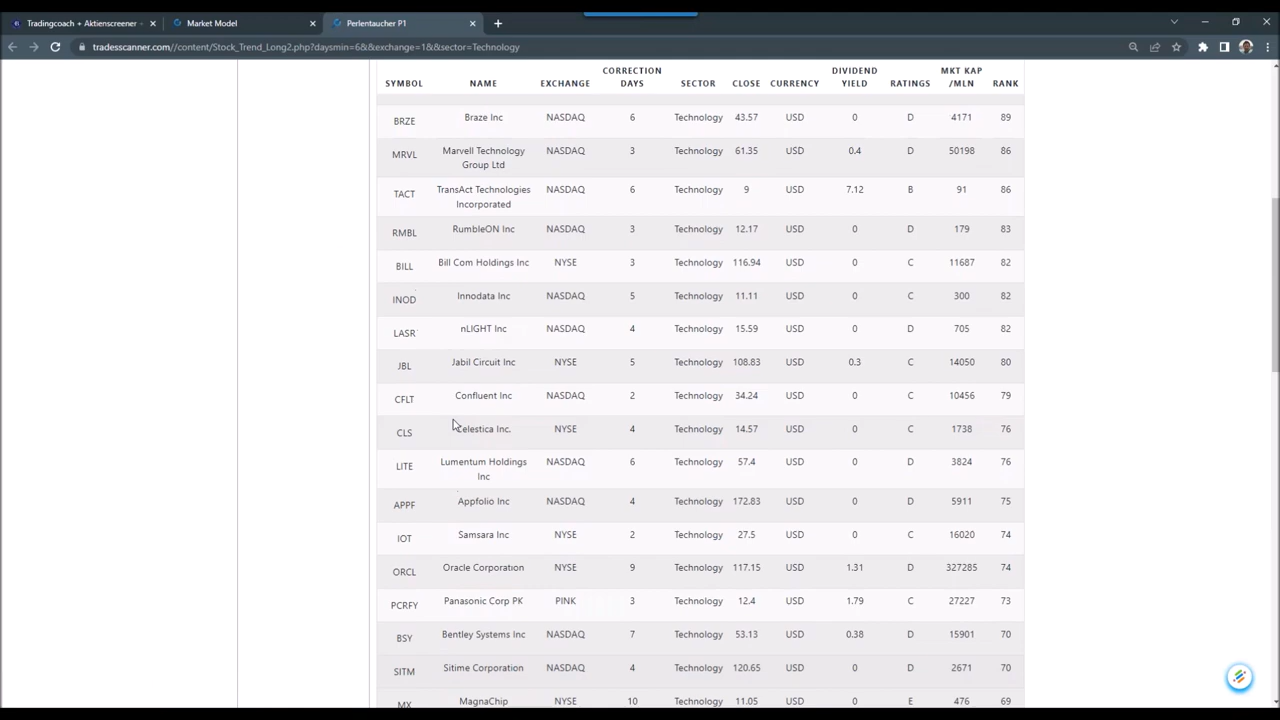 Tradingcoach + Aktienscreener -
Market Model
Perlentaucher P1
tradesscanner.com//content/Stock_Trend_Long2.php?daysmin=6&&exchange=1&&sector=Technology
SYMBOL NAME EXCHANGE CORRECTION DAYS SECTOR CLOSE CURRENCY DIVIDEND YIELD RATINGS MKT KAP /MLN RANK
BRZE Braze Inc NASDAQ 6 Technology 43.57 USD 0 D 4171 89
MRVL Marvell Technology Group Ltd NASDAQ 3 Technology 61.35 USD 0.4 D 50198 86
TACT TransAct Technologies Incorporated NASDAQ 6 Technology 9 USD 7.12 B 91 86
RMBL RumbleON Inc NASDAQ 3 Technology 12.17 USD 0 D 179 83
BILL Bill Com Holdings Inc NYSE 3 Technology 116.94 USD 0 C 11687 82
INOD Innodata Inc NASDAQ 5 Technology 11.11 USD 0 C 300 82
LASR nLIGHT Inc NASDAQ 4 Technology 15.59 USD 0 D 705 82
JBL Jabil Circuit Inc NYSE 5 Technology 108.83 USD 0.3 C 14050 80
CFLT Confluent Inc NASDAQ 2 Technology 34.24 USD 0 C 10456 79
CLS Celestica Inc. NYSE 4 Technology 14.57 USD 0 C 1738 76
LITE Lumentum Holdings Inc NASDAQ 6 Technology 57.4 USD 0 D 3824 76
APPF Appfolio Inc NASDAQ 4 Technology 172.83 USD 0 D 5911 75
IOT Samsara Inc NYSE 2 Technology 27.5 USD 0 C 16020 74
ORCL Oracle Corporation NYSE 9 Technology 117.15 USD 1.31 D 327285 74
PCRFY Panasonic Corp PK PINK 3 Technology 12.4 USD 1.79 C 27227 73
BSY Bentley Systems Inc NASDAQ 7 Technology 53.13 USD 0.38 D 15901 70
SITM Sitime Corporation NASDAQ 4 Technology 120.65 USD 0 D 2671 70
MX MagnaChip NYSE 10 Technology 11.05 USD 0 E 476 69